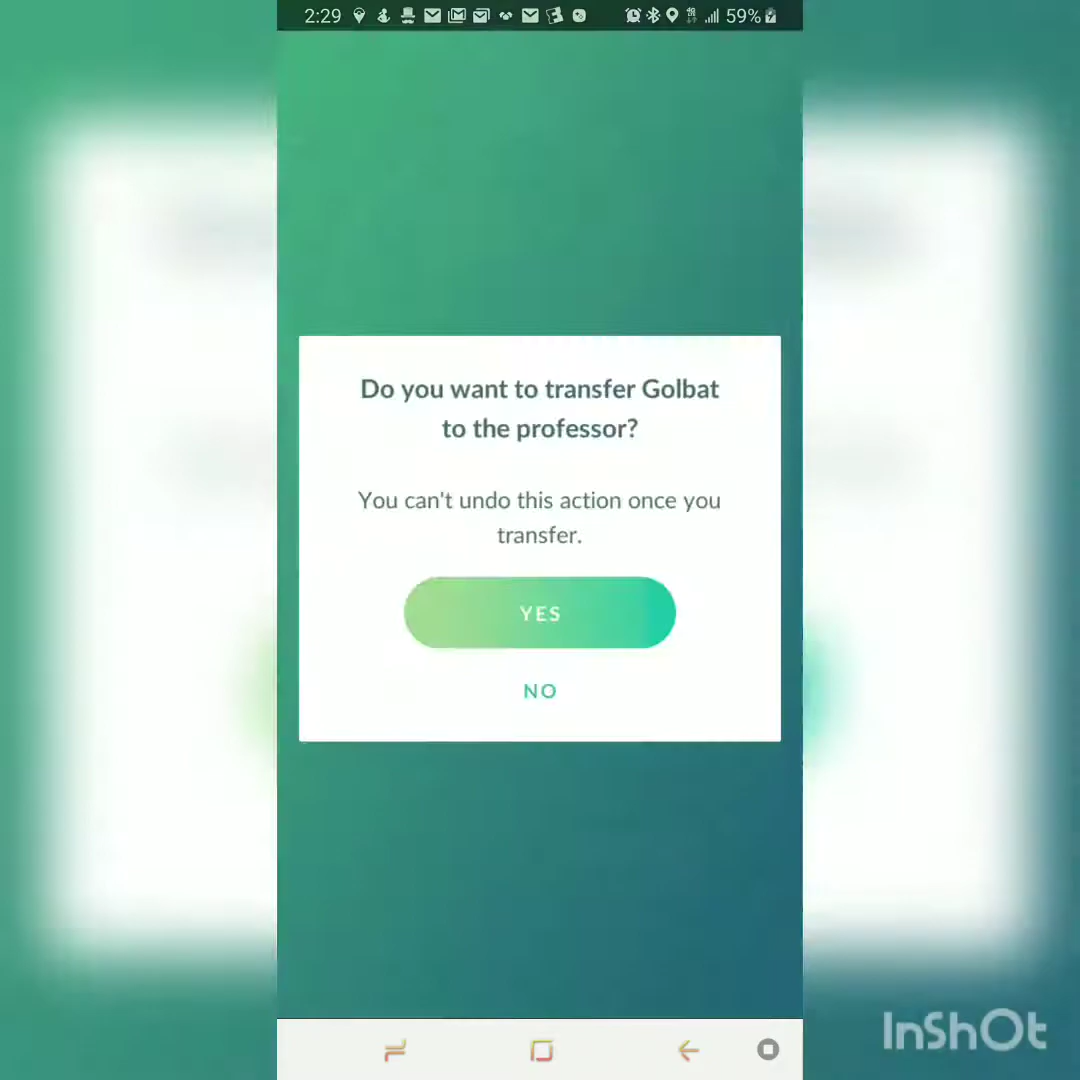 2:29
59%
Do you want to transfer Golbat
to the professor?
You can't undo this action once you
transfer.
YES
NO
InShOt